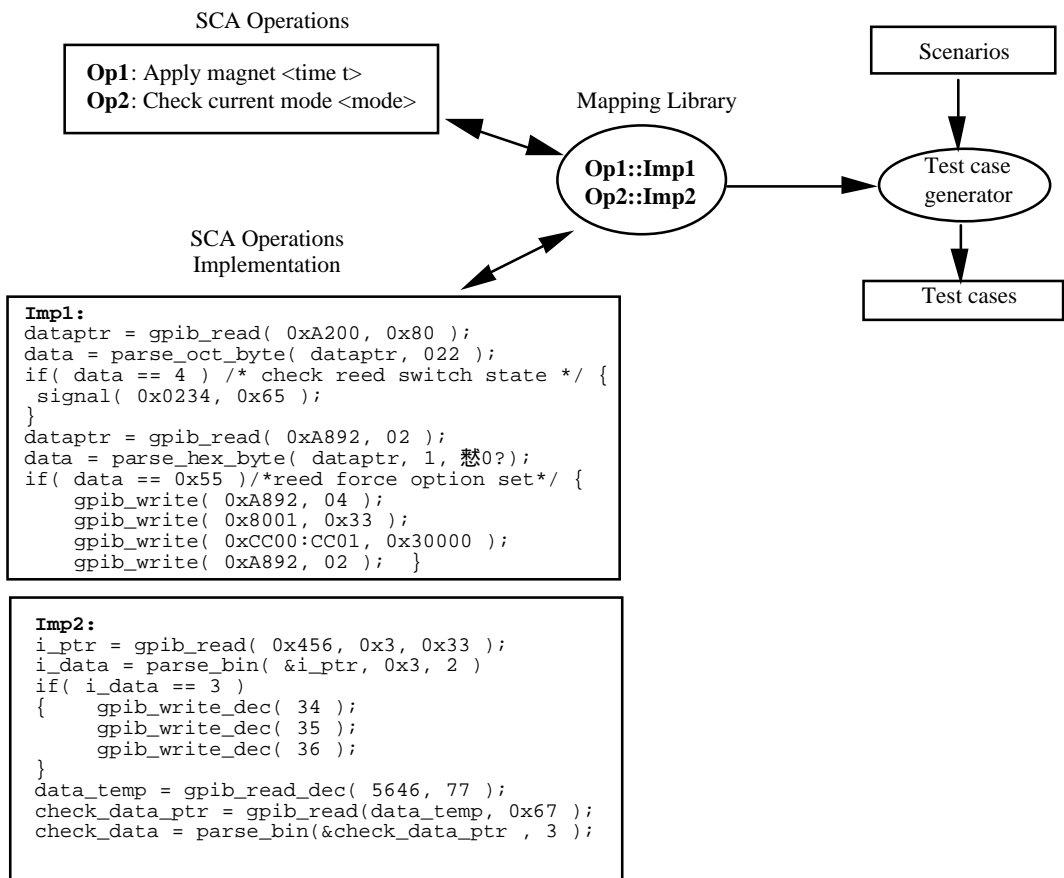 SCA Operations
Op1: Apply magnet <time t>
Op2: Check current mode <mode>
Mapping Library
Op1::Imp1
Op2::Imp2
Scenarios
Test case
generator
Test cases
SCA Operations
Implementation
Imp1:
dataptr = gpib_read( 0xA200, 0x80 );
data = parse_oct_byte( dataptr, 022 );
if( data == 4 ) /* check reed switch state */ {
 signal( 0x0234, 0x65 );
}
dataptr = gpib_read( 0xA892, 02 );
data = parse_hex_byte( dataptr, 1, 憖0?);
if( data == 0x55 )/*reed force option set*/ {
    gpib_write( 0xA892, 04 );
    gpib_write( 0x8001, 0x33 );
    gpib_write( 0xCC00:CC01, 0x30000 );
    gpib_write( 0xA892, 02 );  }
Imp2:
i_ptr = gpib_read( 0x456, 0x3, 0x33 );
i_data = parse_bin( &i_ptr, 0x3, 2 )
if( i_data == 3 )
{    gpib_write_dec( 34 );
     gpib_write_dec( 35 );
     gpib_write_dec( 36 );
}
data_temp = gpib_read_dec( 5646, 77 );
check_data_ptr = gpib_read(data_temp, 0x67 );
check_data = parse_bin(&check_data_ptr , 3 );